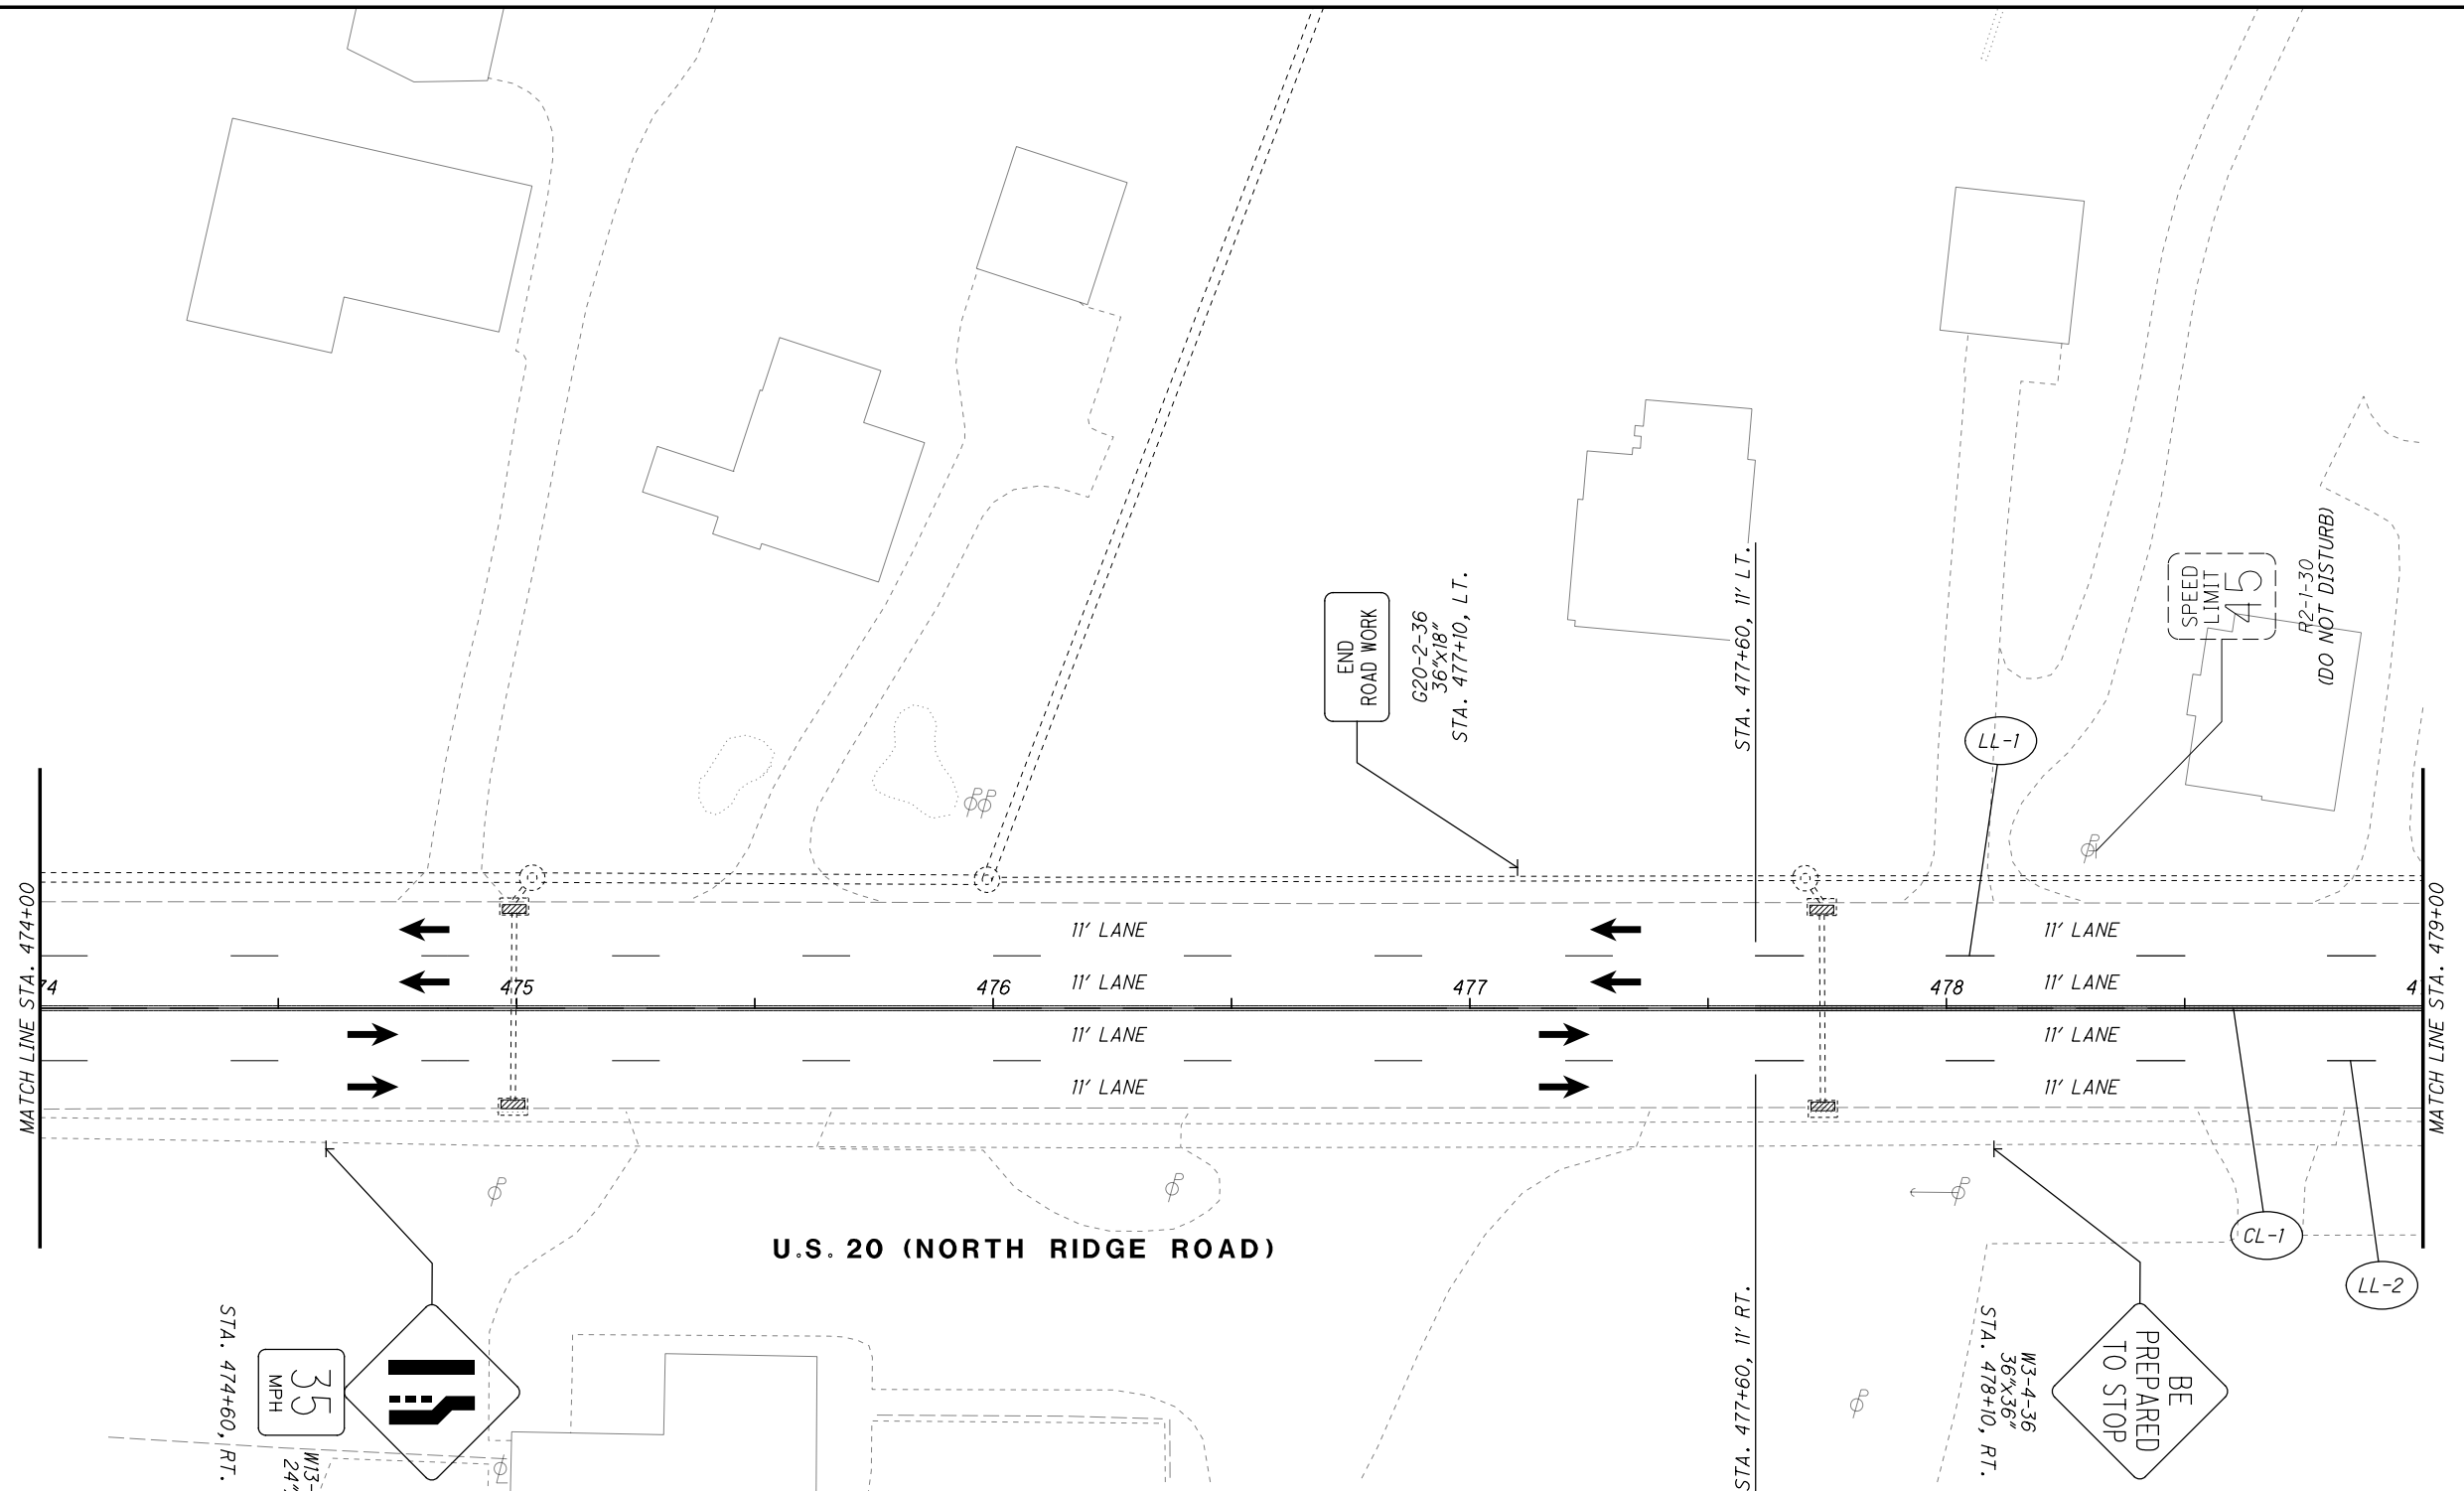 END
ROAD WORK
G20-2-36
36"x18"
STA. 477+10, LT.
STA. 477+60, 11' LT.
SPEED
LIMIT
45
R2-1-30
(DO NOT DISTURB)
LL-1
P
P
P
MATCH LINE STA. 474+00
11' LANE
11' LANE
11' LANE
11' LANE
11' LANE
11' LANE
11' LANE
11' LANE
74
475
476
477
478
4
MATCH LINE STA. 479+00
P
P
P
U.S. 20 (NORTH RIDGE ROAD)
CL-1
LL-2
STA. 474+60, RT.
35
MPH
W13-
24"
STA. 477+60, 11' RT.
P
BE
PREPARED
TO STOP
W3-4-36
36"x36"
STA. 478+10, RT.